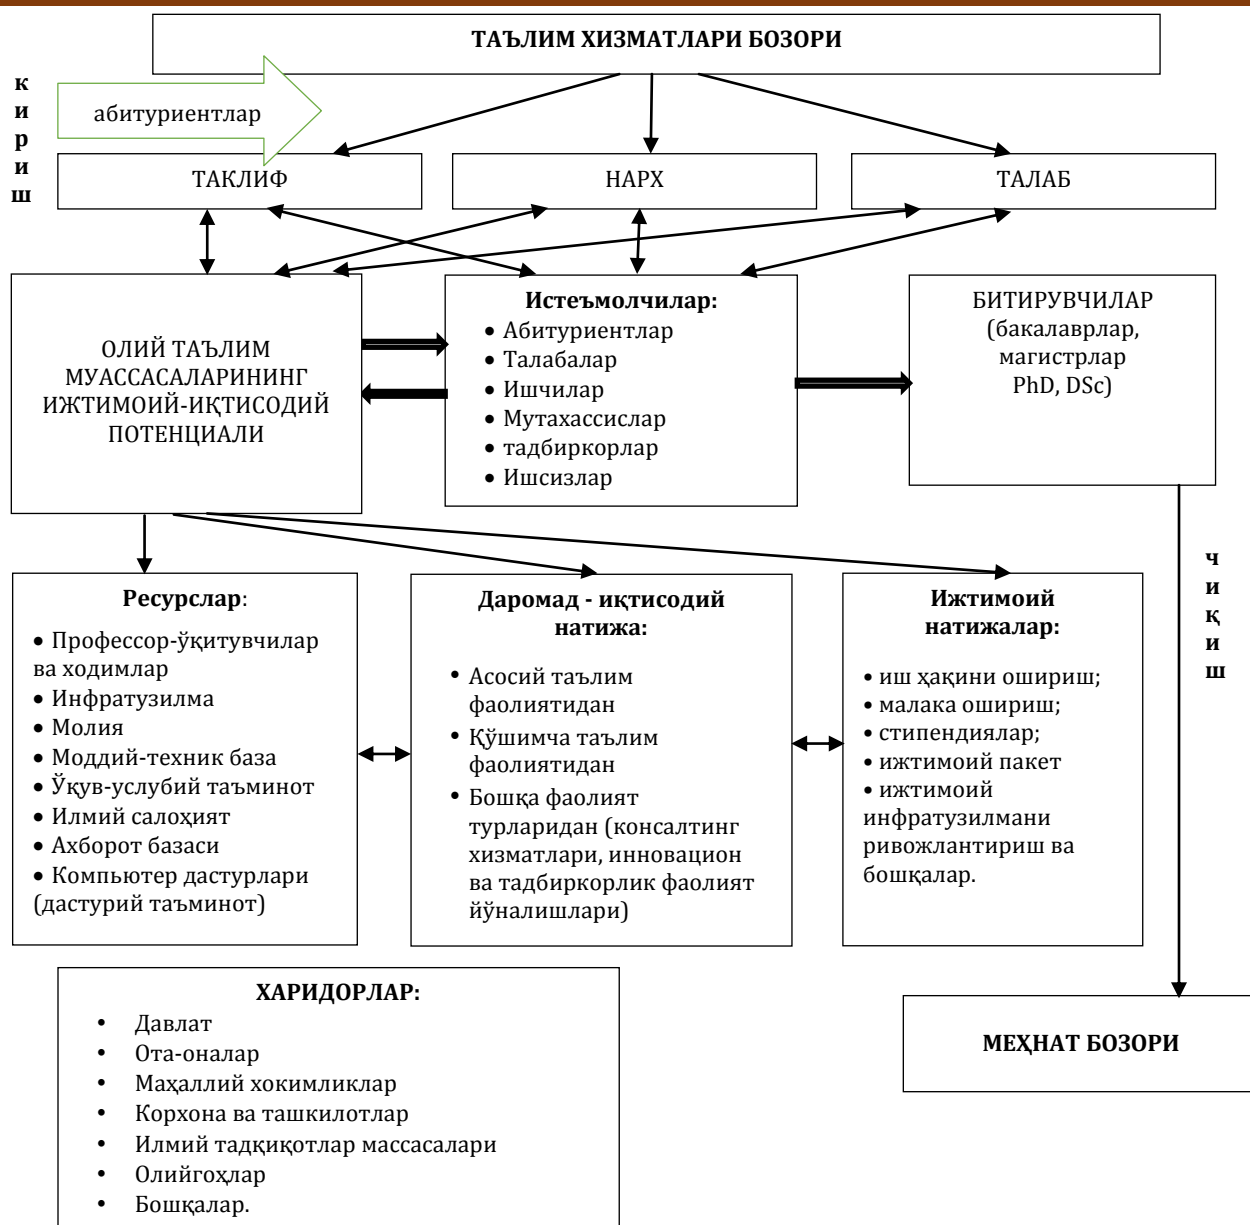 ТАЪЛИМ ХИЗМАТЛАРИ БОЗОРИ
кириш
абитуриентлар
ТАКЛИФ
НАРХ
ТАЛАБ
ОЛИЙ ТАЪЛИМ
МУАССАСАЛАРИНИНГ
ИЖТИМОИЙ-ИҚТИСОДИЙ
ПОТЕНЦИАЛИ
Истеъмолчилар:
• Абитуриентлар
• Талабалар
• Ишчилар
• Мутахассислар
• тадбиркорлар
• Ишсизлар
БИТИРУВЧИЛАР
(бакалаврлар,
магистрлар
PhD, DSc)
чиқиш
Ресурслар:
• Профессор-ўқитувчилар
ва ходимлар
• Инфратузилма
• Молия
• Моддий-техник база
• Ўқув-услубий таъминот
• Илмий салоҳият
• Ахборот базаси
• Компьютер дастурлари
(дастурий таъминот)
Даромад - иқтисодий
натижа:
• Асосий таълим
фаолиятидан
• Қўшимча таълим
фаолиятидан
• Бошқа фаолият
турларидан (консалтинг
хизматлари, инновацион
ва тадбиркорлик фаолият
йўналишлари)
Ижтимоий
натижалар:
• иш ҳақини ошириш;
• малака ошириш;
• стипендиялар;
• ижтимоий пакет
• ижтимоий
инфратузилмани
ривожлантириш ва
бошқалар.
ХАРИДОРЛАР:
• Давлат
• Ота-оналар
• Маҳаллий хокимликлар
• Корхона ва ташкилотлар
• Илмий тадқиқотлар массасалари
• Олийгоҳлар
• Бошқалар.
МЕҲНАТ БОЗОРИ